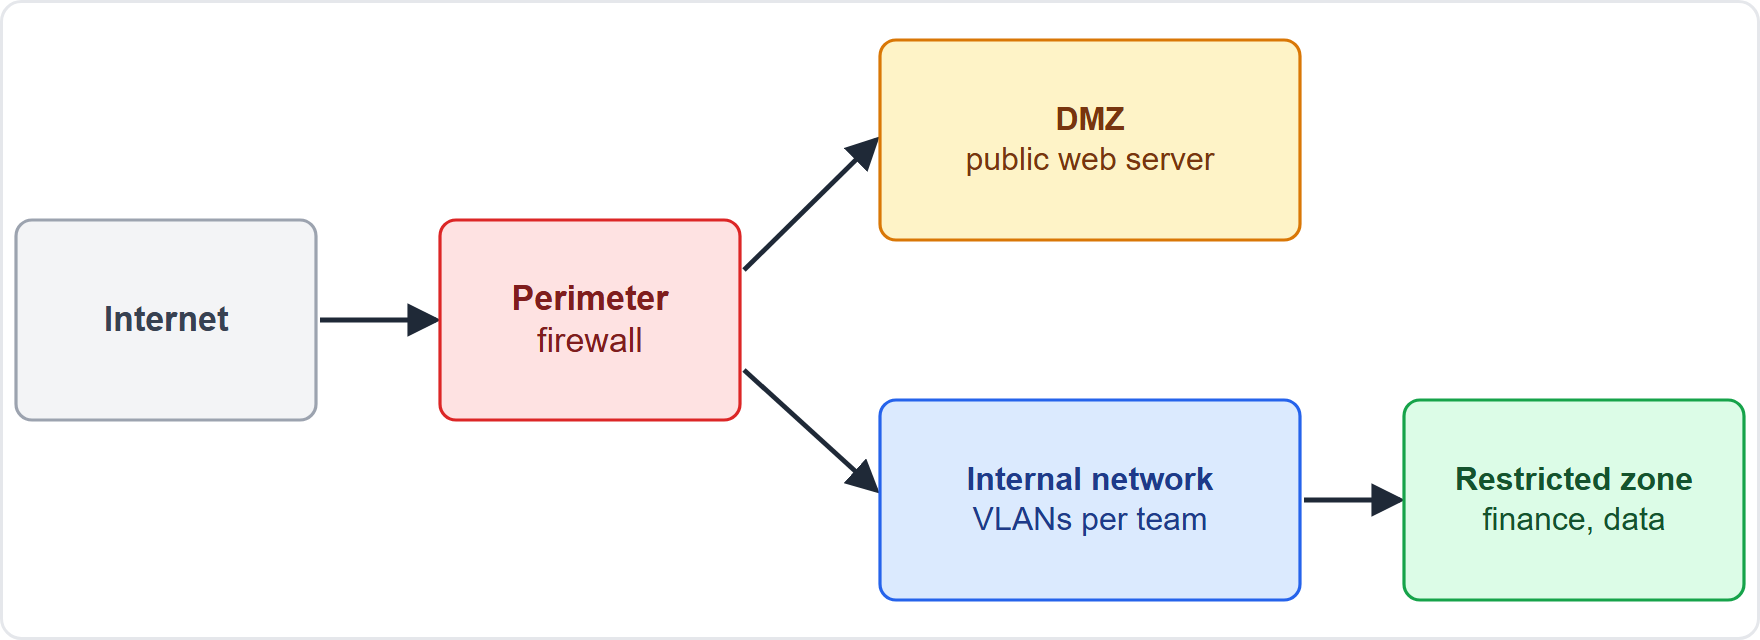 Internet
Perimeter
firewall
DMZ
public web server
Internal network
VLANs per team
Restricted zone
finance, data